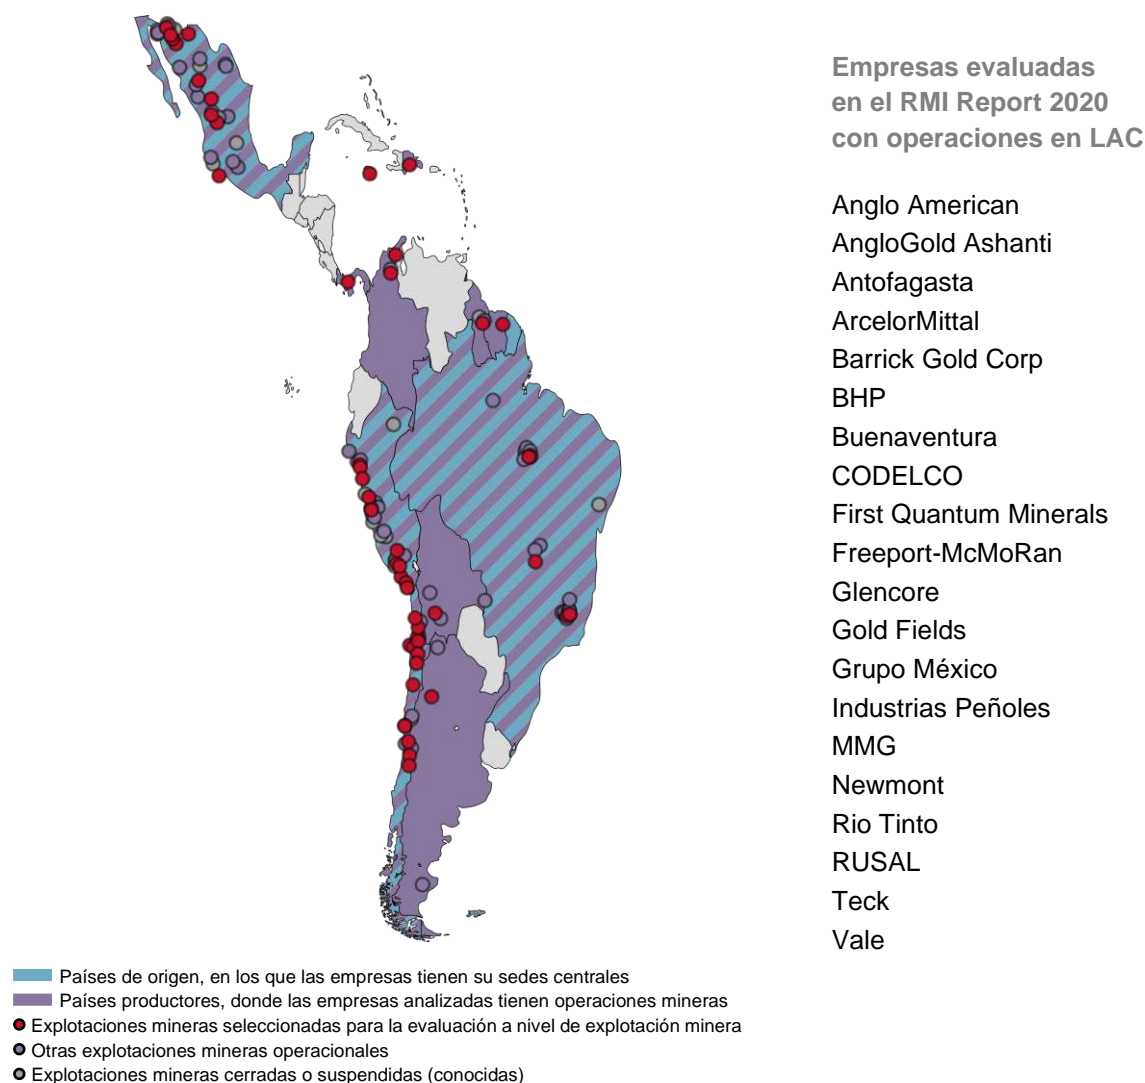 Empresas evaluadas
en el RMI Report 2020
con operaciones en LAC
Anglo American
AngloGold Ashanti
Antofagasta
ArcelorMittal
Barrick Gold Corp
BHP
Buenaventura
CODELCO
First Quantum Minerals
Freeport-McMoRan
Glencore
Gold Fields
Grupo México
Industrias Peñoles
MMG
Newmont
Rio Tinto
RUSAL
Teck
Vale
Países de origen, en los que las empresas tienen su sedes centrales
Países productores, donde las empresas analizadas tienen operaciones mineras
Explotaciones mineras seleccionadas para la evaluación a nivel de explotación minera
Otras explotaciones mineras operacionales
Explotaciones mineras cerradas o suspendidas (conocidas)